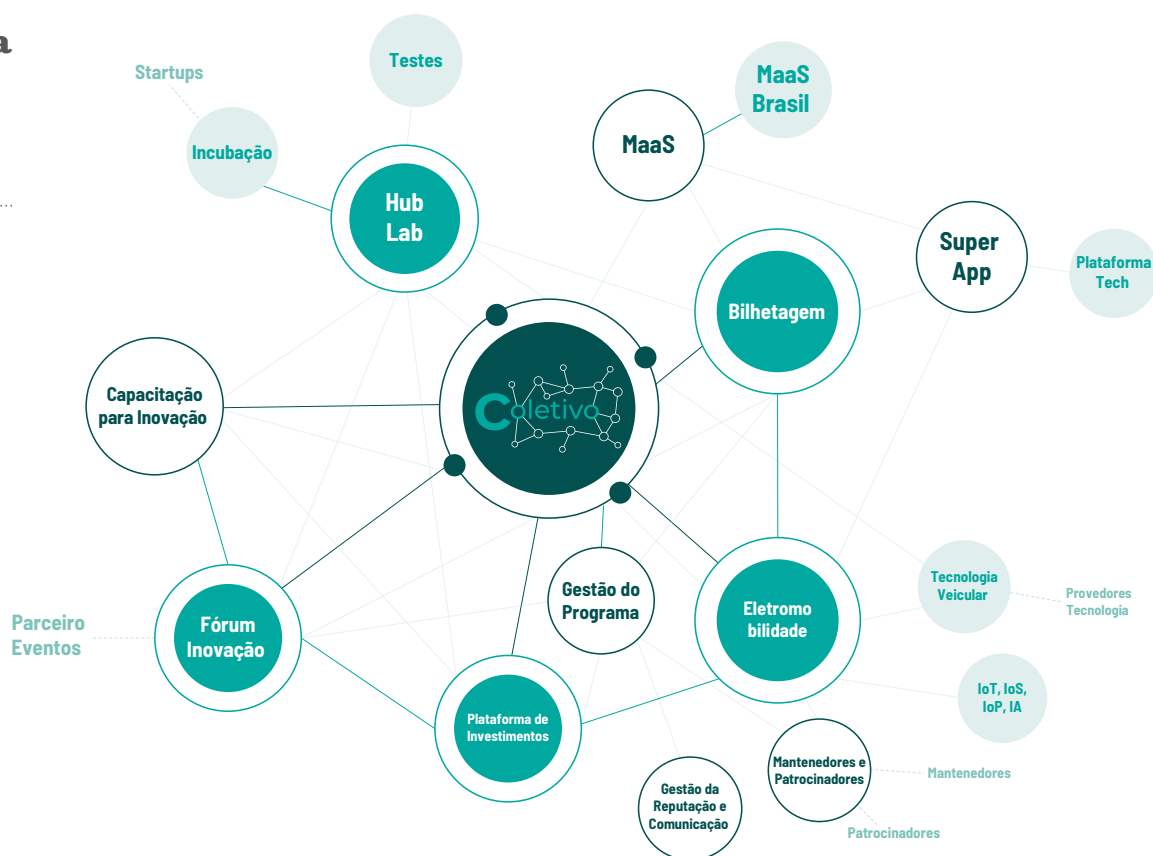 a
Testes
Startups
MaaS
Brasil
Incubação
MaaS
Hub
Lab
Super
App
Plataforma
Tech
Bilhetagem
Capacitação
para Inovação
Coletivo
Gestão do
Programa
Tecnologia
Veicular
Provedores
Tecnologia
Eletromo
bilidade
Parceiro
Eventos
Fórum
Inovação
IoT, IoS,
IoP, IA
Plataforma de
Investimentos
Mantenedores e
Patrocinadores
Mantenedores
Gestão da
Reputação e
Comunicação
Patrocinadores